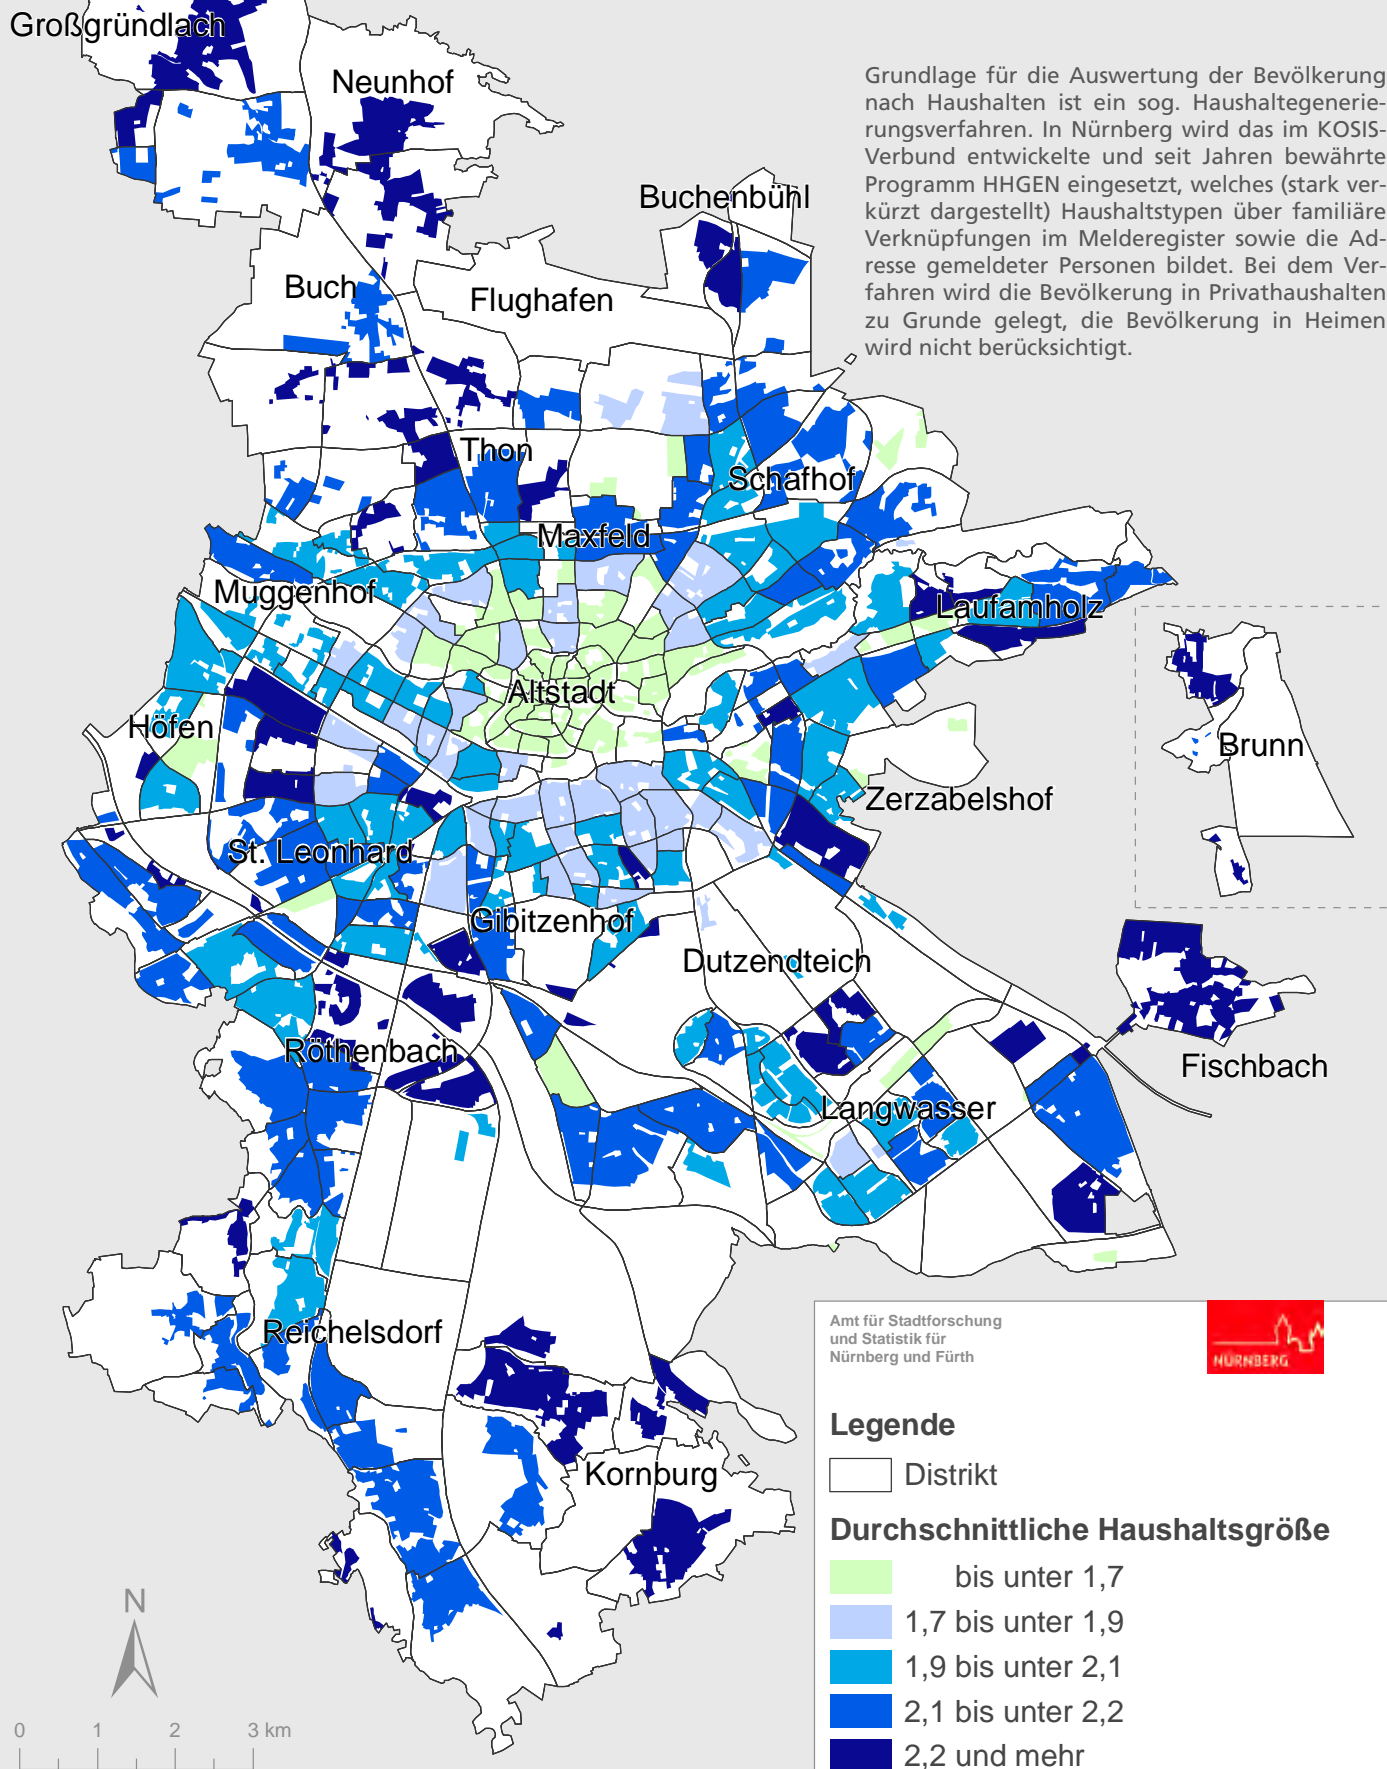 Großgründlach
Neunhof
Grundlage für die Auswertung der Bevölkerung
nach Haushalten ist ein sog. Haushaltegenerie-
rungsverfahren. In Nürnberg wird das im KOSIS-
Verbund entwickelte und seit Jahren bewährte
Programm HHGEN eingesetzt, welches (stark ver-
kürzt dargestellt) Haushaltstypen über familiäre
Verknüpfungen im Melderegister sowie die Ad-
resse gemeldeter Personen bildet. Bei dem Ver-
fahren wird die Bevölkerung in Privathaushalten
zu Grunde gelegt, die Bevölkerung in Heimen
wird nicht berücksichtigt.
Buchenbühl
Buch
Flughafen
Thon
Schafhof
Maxfeld
Muggenhof
Laufamholz
Altstadt
Höfen
Brunn
Zerzabelshof
St. Leonhard
Gibitzenhof
Dutzendteich
Röthenbach
Fischbach
Langwasser
Reichelsdorf
Kornburg
Amt für Stadtforschung
und Statistik für
Nürnberg und Fürth
NÜRNBERG
Legende
Distrikt
Durchschnittliche Haushaltsgröße
bis unter 1,7
1,7 bis unter 1,9
1,9 bis unter 2,1
2,1 bis unter 2,2
2,2 und mehr
N
0 1 2 3 km